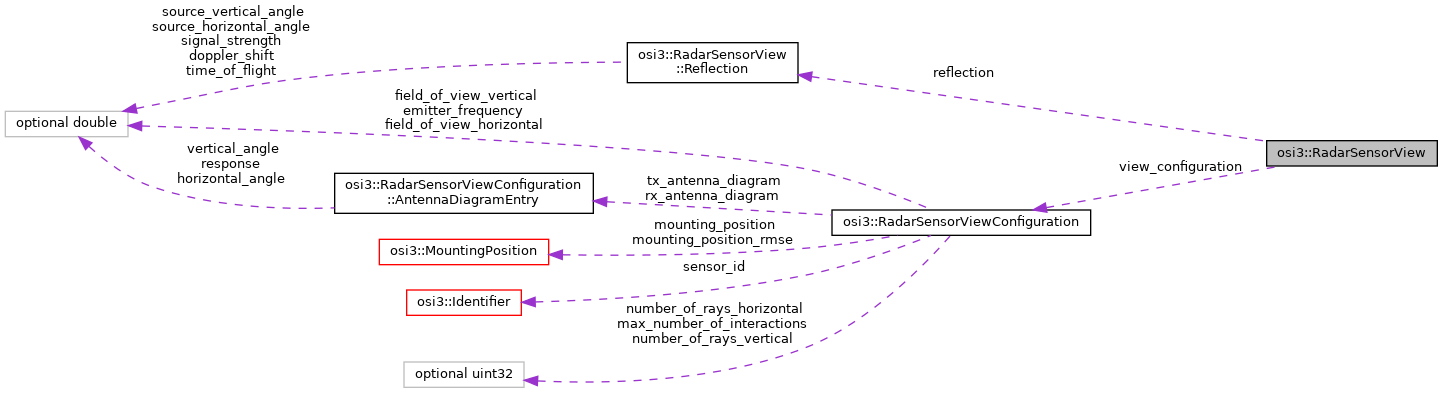 source_vertical_angle
source_horizontal_angle
signal_strength
doppler_shift
time_of_flight
osi3::RadarSensorView
::Reflection
reflection
field_of_view_vertical
emitter_frequency
field_of_view_horizontal
optional double
vertical_angle
response
horizontal_angle
osi3::RadarSensorView
view_configuration
osi3::RadarSensorViewConfiguration
::AntennaDiagramEntry
tx_antenna_diagram
rx_antenna_diagram
osi3::RadarSensorViewConfiguration
mounting_position
mounting_position_rmse
osi3::MountingPosition
sensor_id
osi3::Identifier
number_of_rays_horizontal
max_number_of_interactions
number_of_rays_vertical
optional uint32